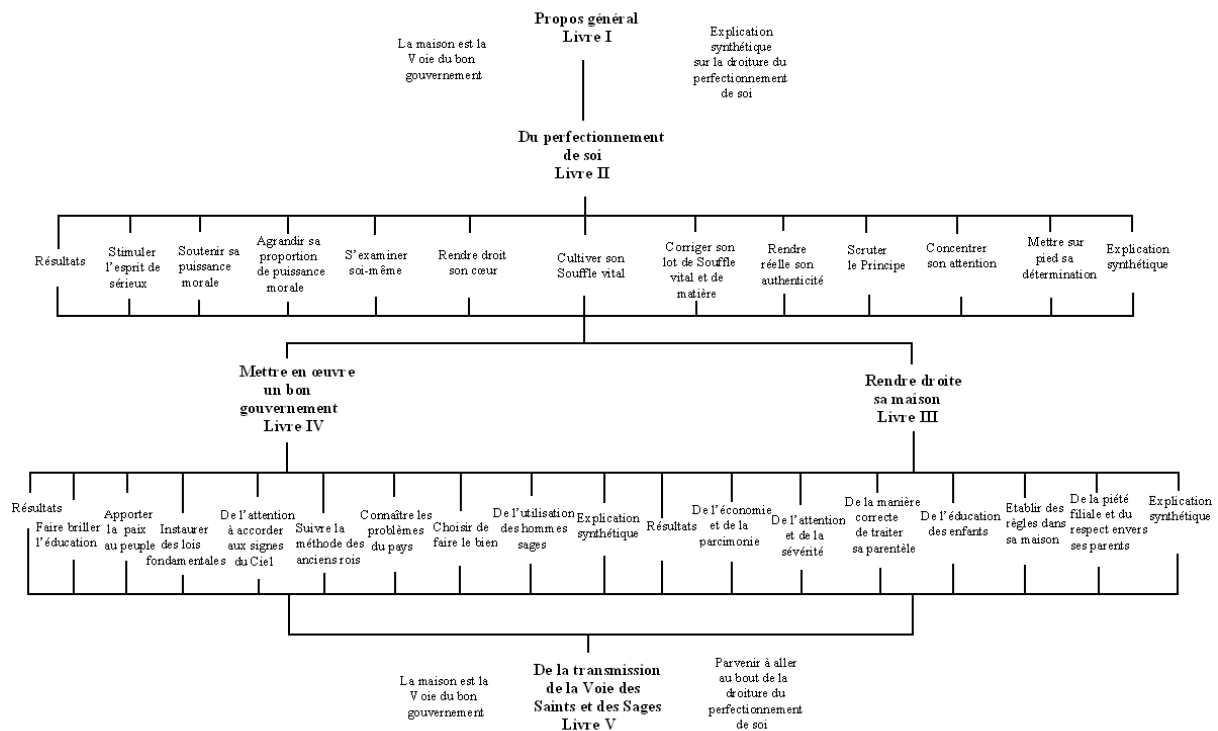 Propos général
Livre I
La maison est la
Voie du bon
gouvernement
Explication
synthétique
sur la droiture du
perfectionnement
de soi
Du perfectionnement
de soi
Livre II
Résultats
Stimuler
l'esprit de
sérieux
Soutenir sa
puissance
morale
Agrandir sa
proportion
de puissance
morale
S'examiner
soi-même
Rendre droit
son cœur
Cultiver son
Souffle vital
Corriger son
lot de Souffle
vital et de
matière
Rendre
réelle son
authenticité
Scruter
le Principe
Concentrer
son attention
Mettre sur
pied sa
détermination
Explication
synthétique
Mettre en œuvre
un bon
gouvernement
Livre IV
Rendre droite
sa maison
Livre III
Résultats
Faire briller
l'éducation
Apporter
la paix
au peuple
Instaurer
des lois
fondamentales
De l'attention
à accorder
aux signes
du Ciel
Suivre la
méthode des
anciens rois
Connaître les
problèmes
du pays
Choisir de
faire le bien
De l'utilisation
des hommes
sages
Explication
synthétique
Résultats
De l'économie
et de la
parcimonie
De l'attention
et de la
sévérité
De la manière
correcte
de traiter
sa parentèle
De l'éducation
des enfants
Etablir des
règles dans
sa maison
De la piété
filiale et du
respect envers
ses parents
Explication
synthétique
La maison est la
Voie du bon
gouvernement
De la transmission
de la Voie des
Saints et des Sages
Livre V
Parvenir à aller
au bout de la
droiture du
perfectionnement
de soi